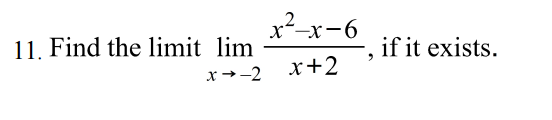 11. Find the limit lim x→-2 x²-x-6 / x+2, if it exists.